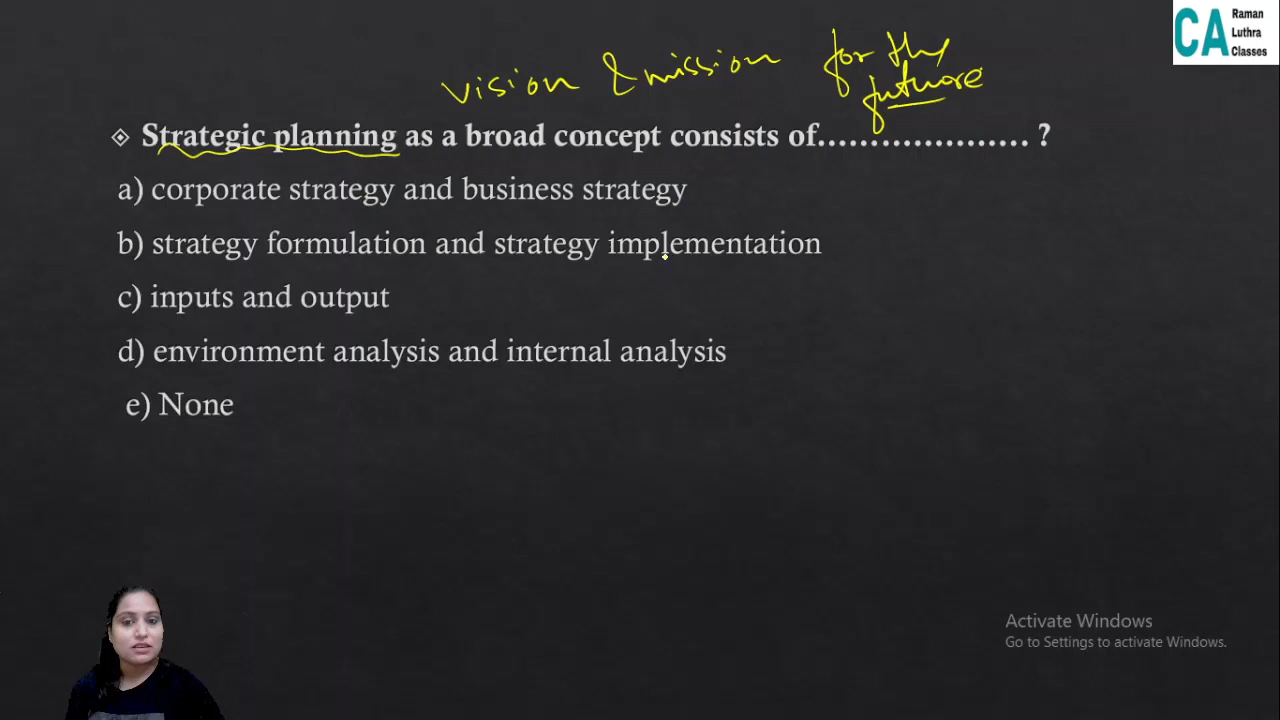 CA Raman
Luthra
Classes
vision & mission for the
future
Strategic planning as a broad concept consists of.................... ?
a) corporate strategy and business strategy
b) strategy formulation and strategy implementation
c) inputs and output
d) environment analysis and internal analysis
e) None
Activate Windows
Go to Settings to activate Windows.